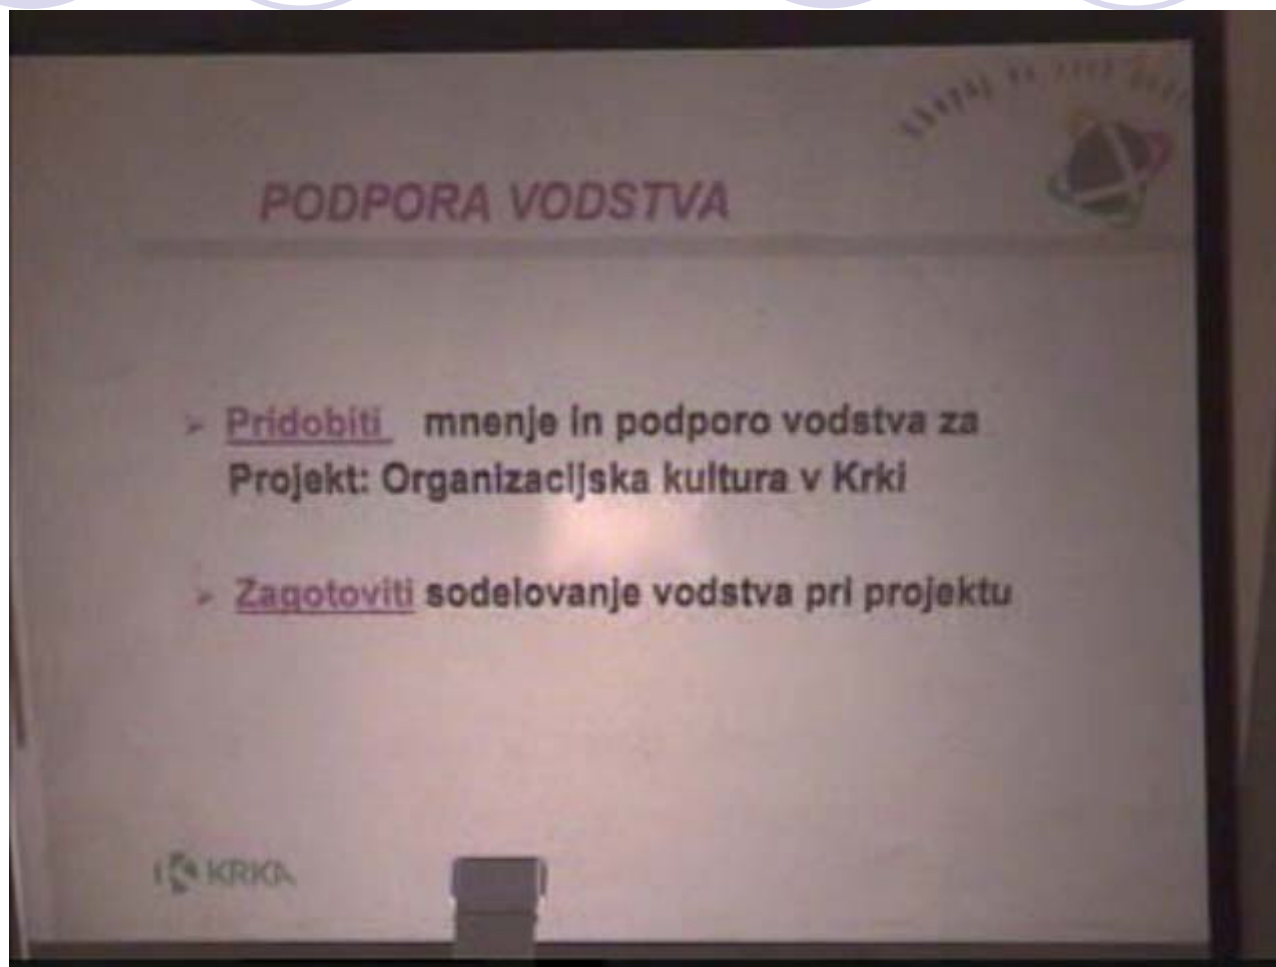 PODPORA VODSTVA
➢ Pridobiti mnenje in podporo vodstva za
Projekt: Organizacijska kultura v Krki
➢ Zagotoviti sodelovanje vodstva pri projektu
KRKA